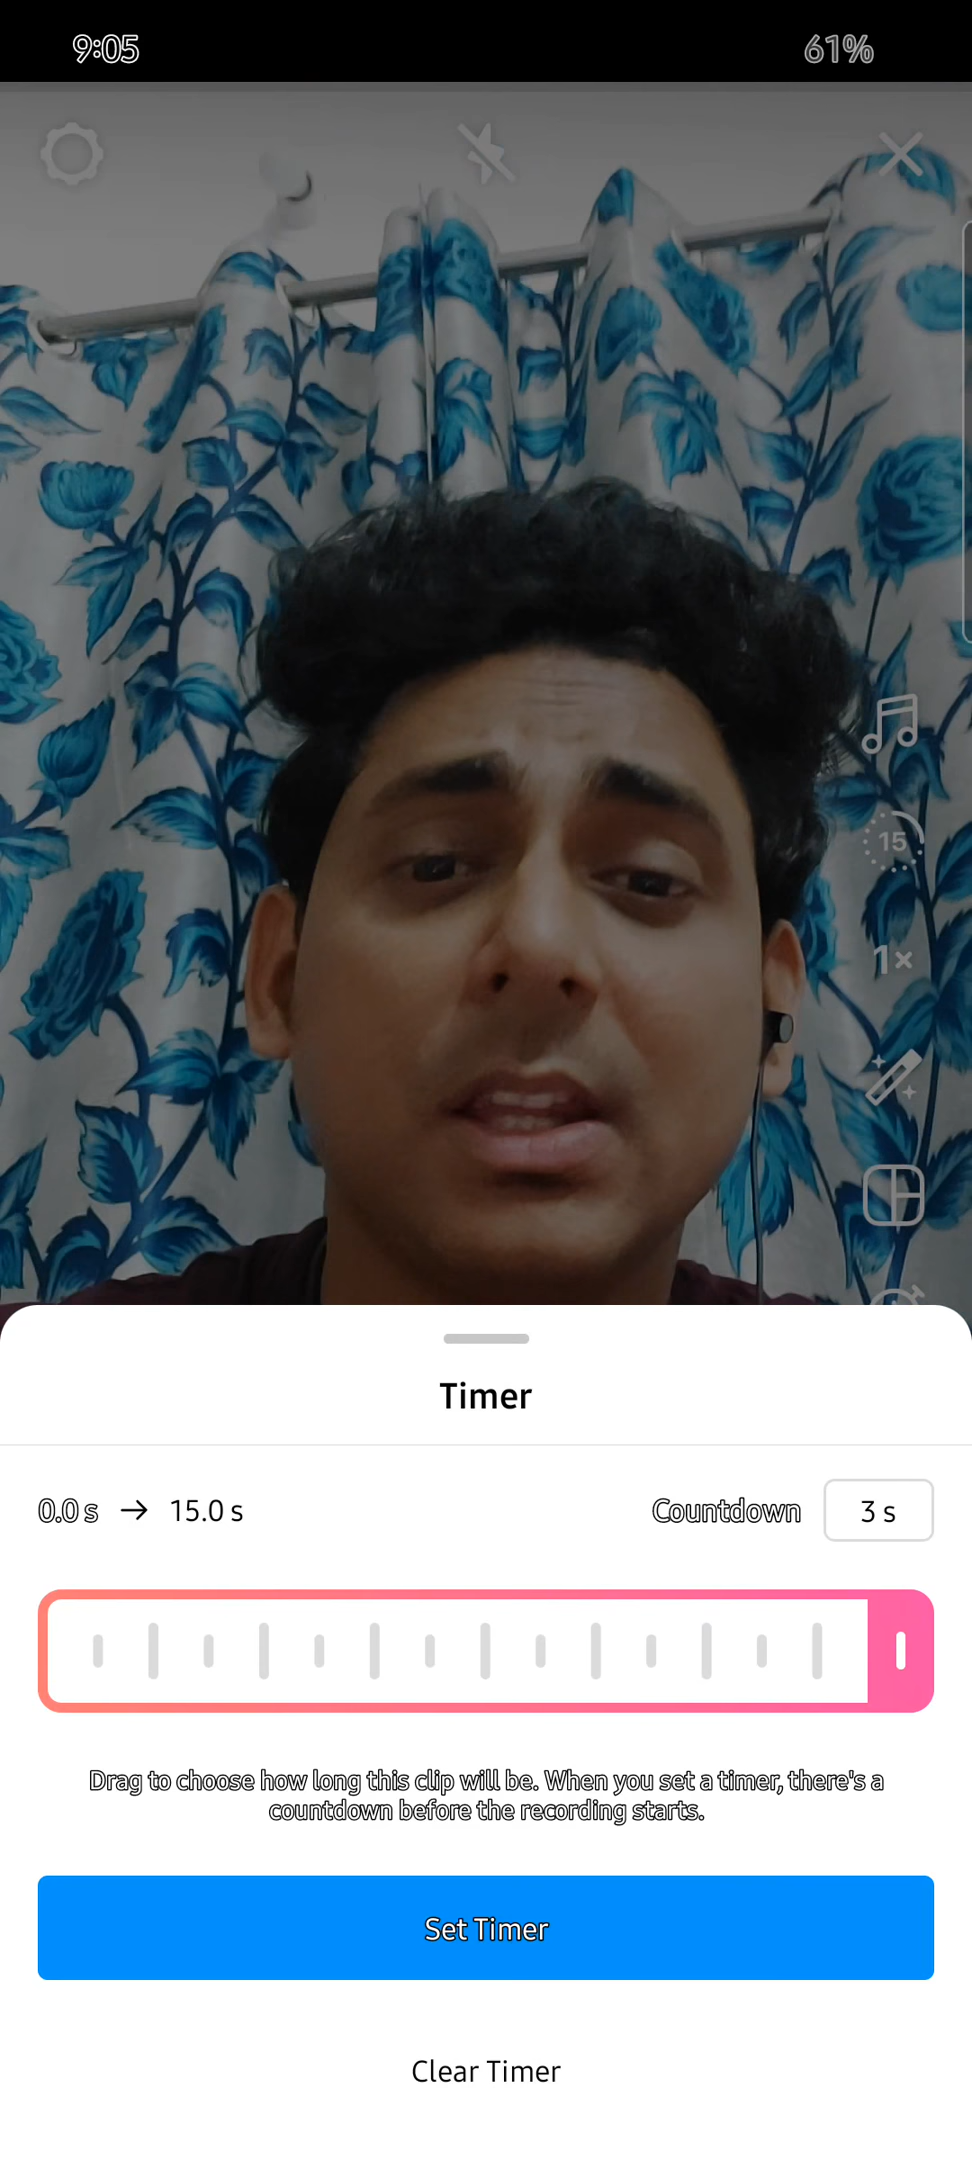 9:05 61%
15
1×
Timer
0.0 s → 15.0 s Countdown 3 s
Drag to choose how long this clip will be. When you set a timer, there's a
countdown before the recording starts.
Set Timer
Clear Timer